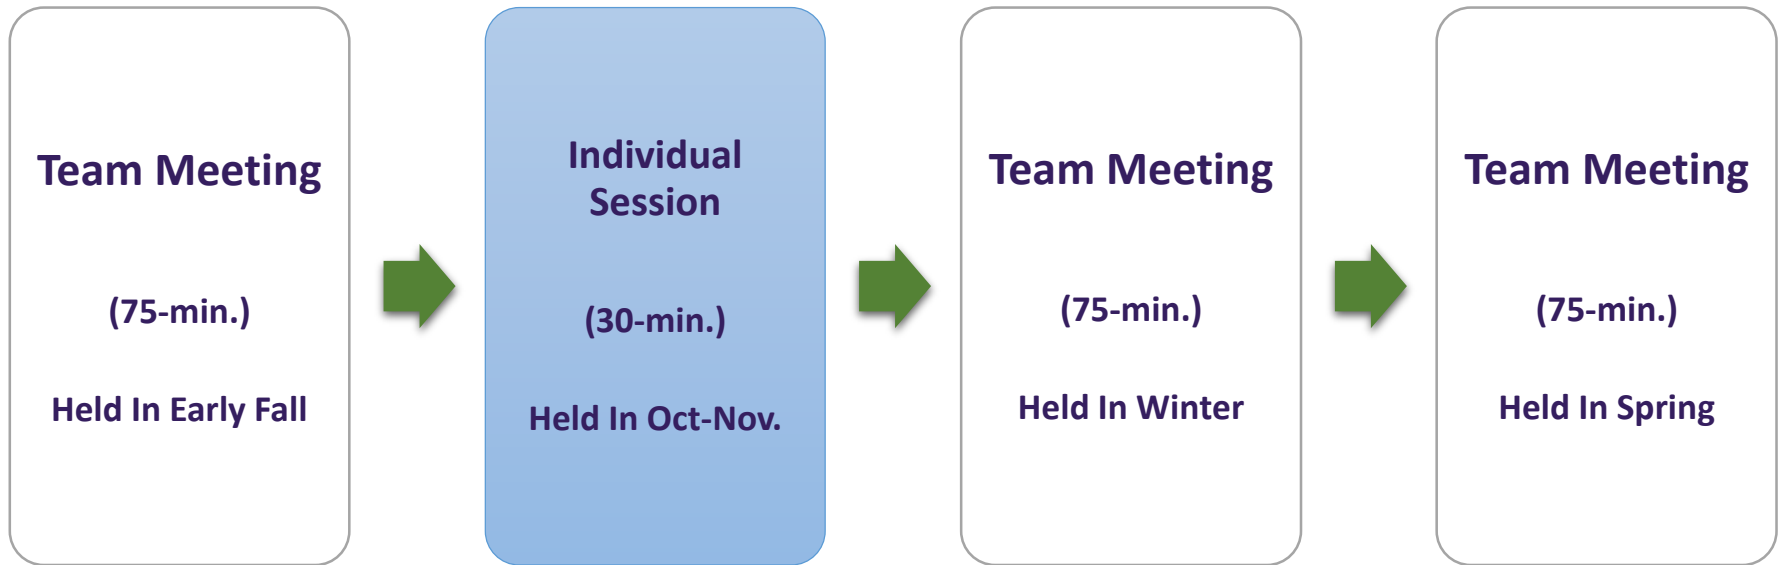 Team Meeting
(75-min.)
Held In Early Fall
Individual
Session
(30-min.)
Held In Oct-Nov.
Team Meeting
(75-min.)
Held In Winter
Team Meeting
(75-min.)
Held In Spring